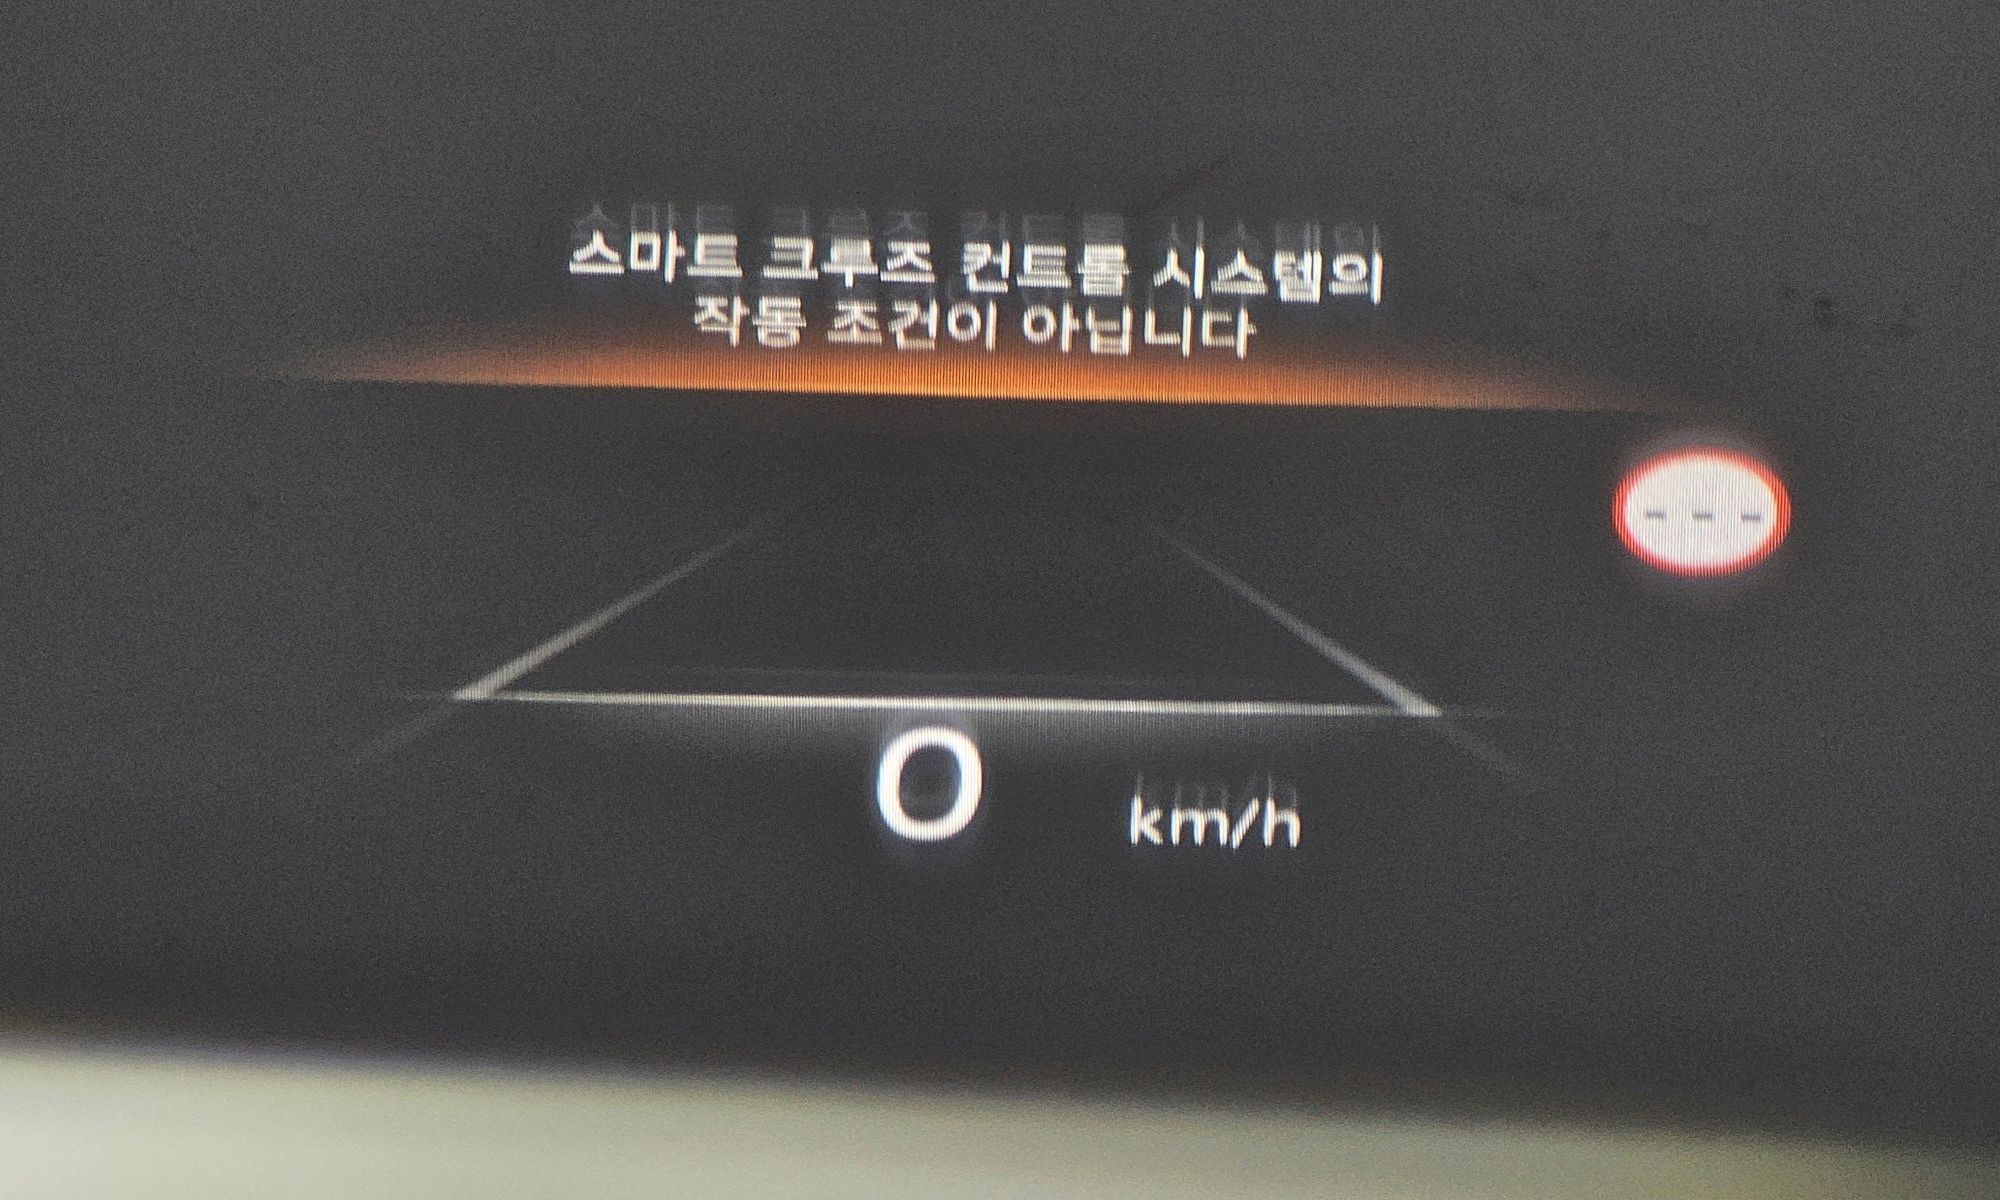 스마트 크루즈 컨트롤 시스템의
작동 조건이 아닙니다
---
0 km/h